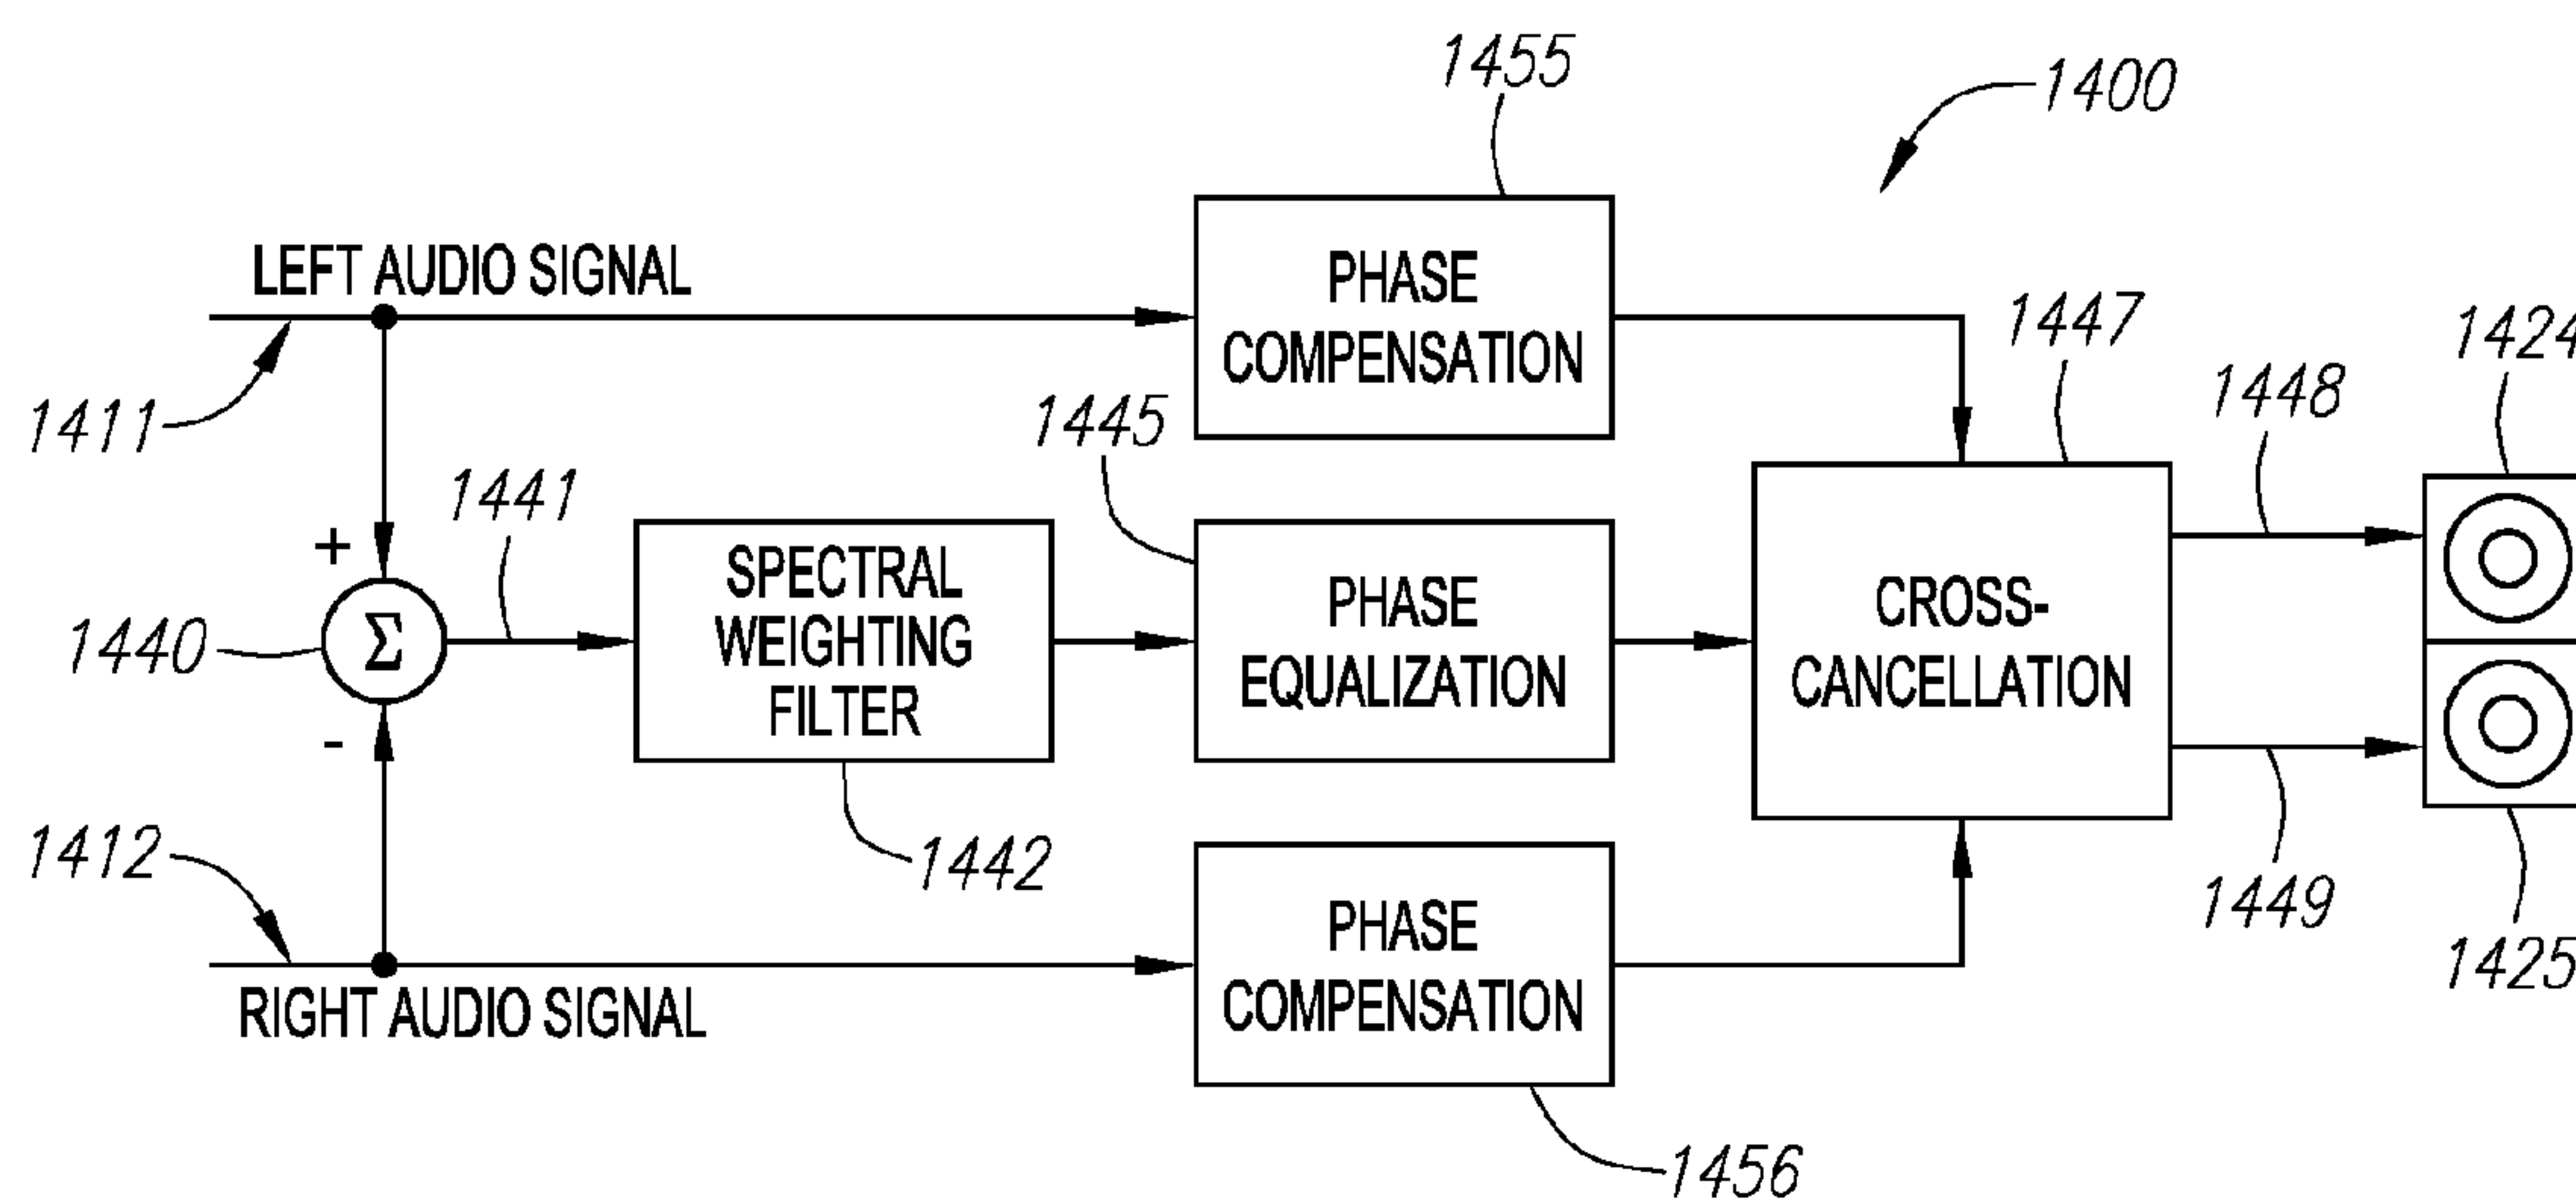 1455
1400
LEFT AUDIO SIGNAL
PHASE
COMPENSATION
1447
1424
1448
1411
1445
1441
+
SPECTRAL
WEIGHTING
FILTER
PHASE
EQUALIZATION
CROSS-
CANCELLATION
1440
Σ
-
1412
1442
1449
1425
RIGHT AUDIO SIGNAL
PHASE
COMPENSATION
1456